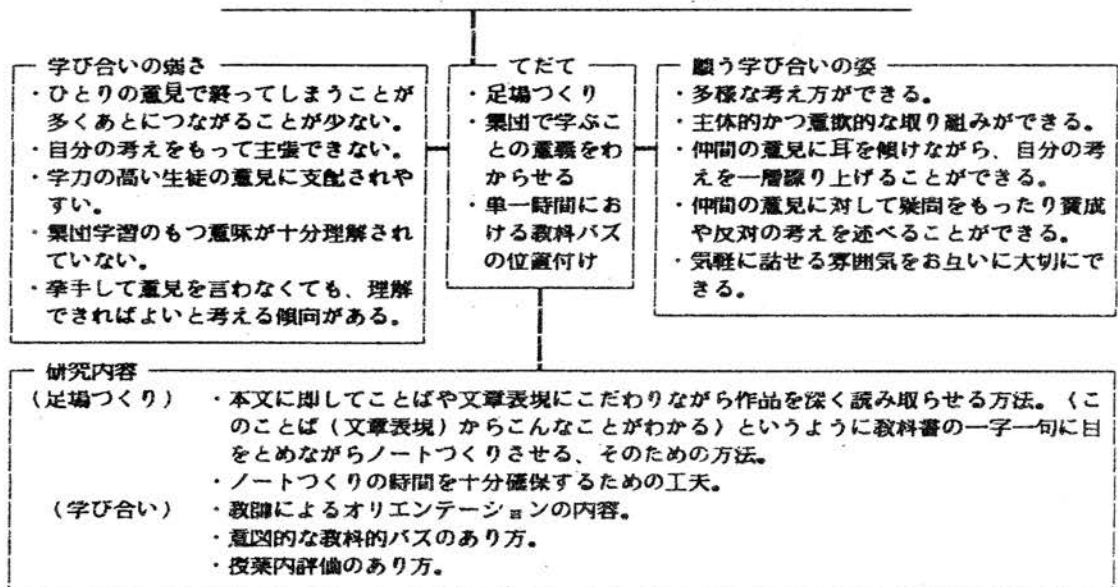 学び合いの弱さ
・ひとりの意見で終ってしまうことが
多くあとにつながることが少ない。
・自分の考えをもって主張できない。
・学力の高い生徒の意見に支配されや
すい。
・集団学習のもつ意味が十分理解され
ていない。
・挙手して意見を言わなくても、理解
できればよいと考える傾向がある。
てだて
・足場つくり
・集団で学ぶこ
との意義をわ
からせる
・単一時間にお
ける教科バズ
の位置付け
願う学び合いの姿
・多様な考え方ができる。
・主体的かつ意欲的な取り組みができる。
・仲間の意見に耳を傾けながら、自分の考
えを一層練り上げることができる。
・仲間の意見に対して疑問をもったり賛成
や反対の考えを述べることができる。
・気軽に話せる雰囲気をお互いに大切にで
きる。
研究内容
(足場つくり) ・本文に即してことばや文章表現にこだわりながら作品を深く読み取らせる方法。〈こ
のことば(文章表現)からこんなことがわかる〉というように教科書の一字一句に目
をとめながらノートつくりさせる、そのための方法。
・ノートつくりの時間を十分確保するための工夫。
(学び合い) ・教師によるオリエンテーションの内容。
・意図的な教科的バズのあり方。
・授業内評価のあり方。